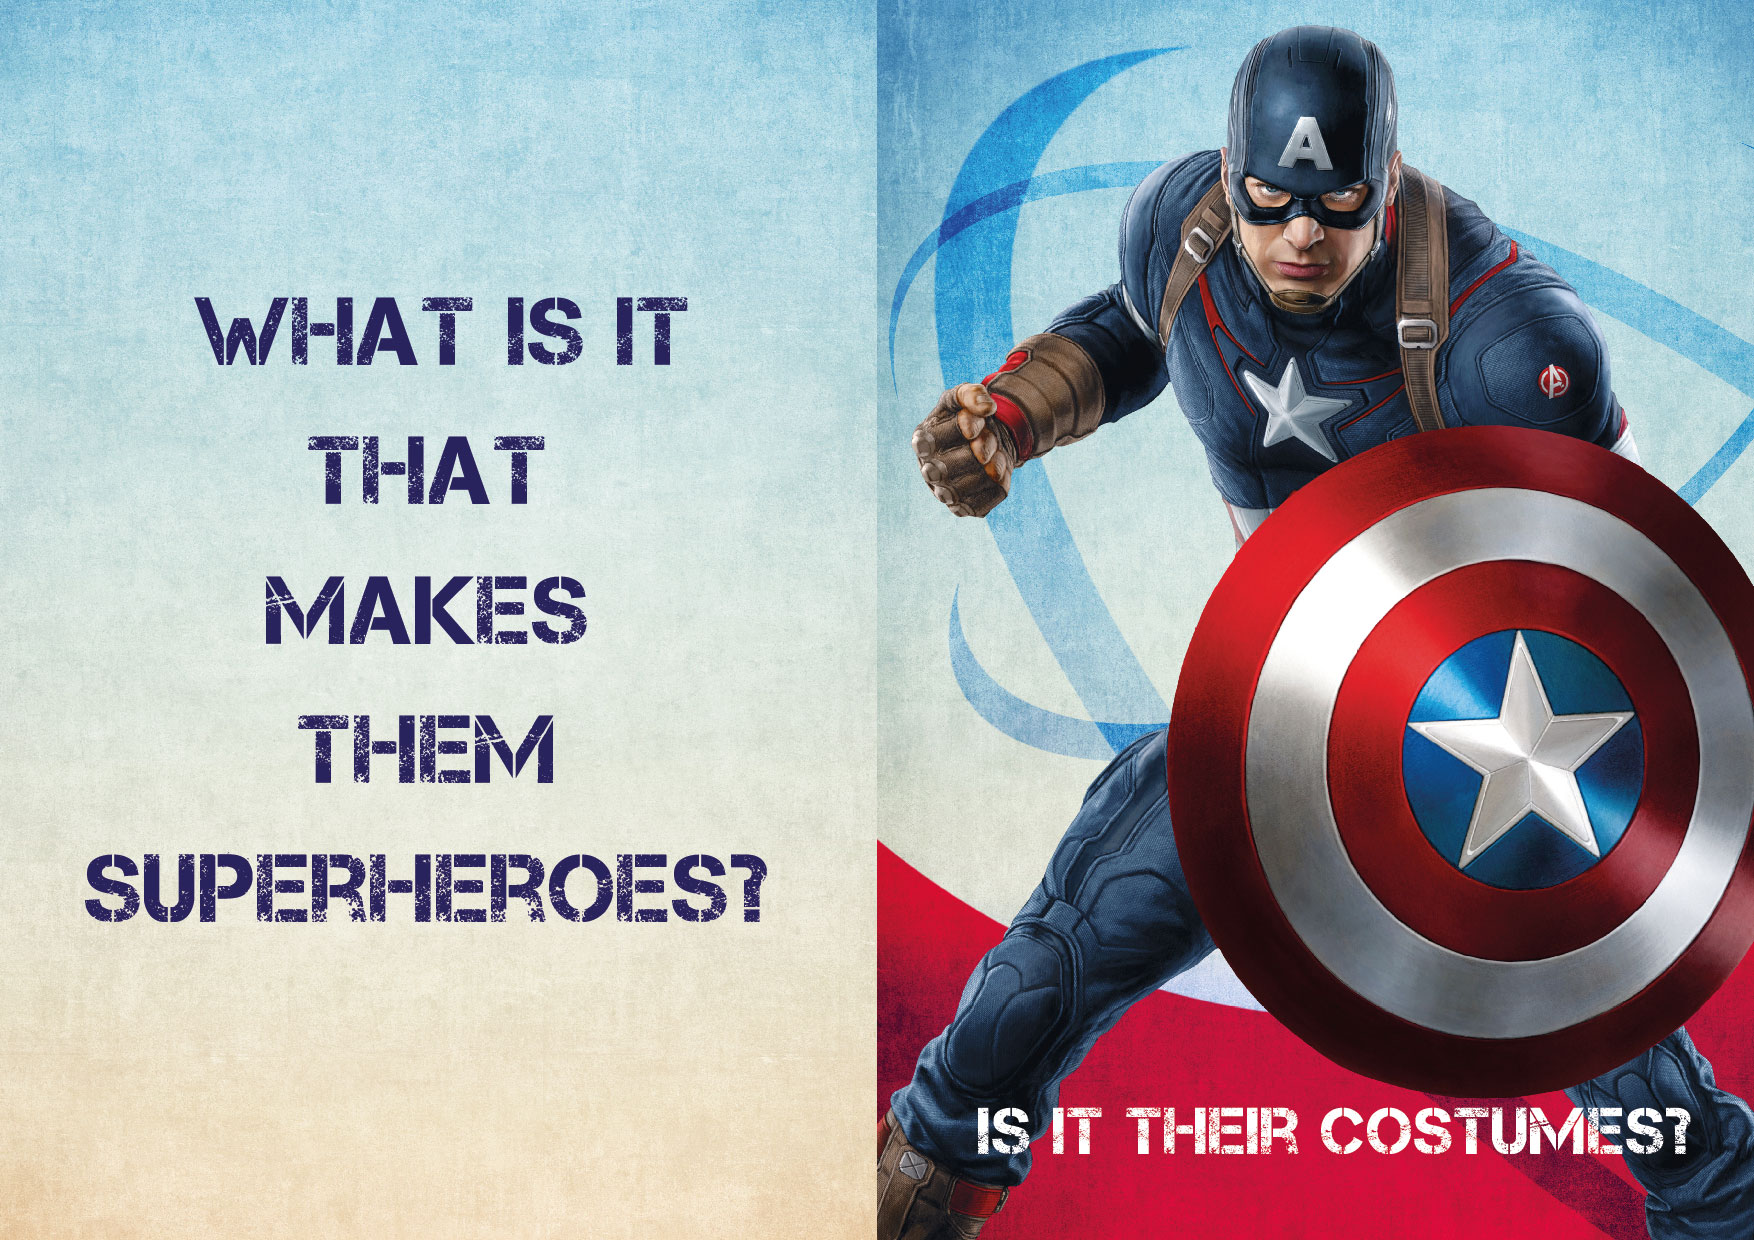 WHAT IS IT
THAT
MAKES
THEM
SUPERHEROES?
A
A
IS IT THEIR COSTUMES?